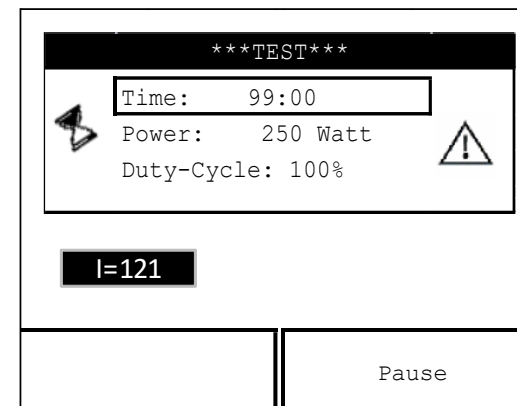 ***TEST***
Time: 99:00
Power: 250 Watt
Duty-Cycle: 100%
I=121
Pause